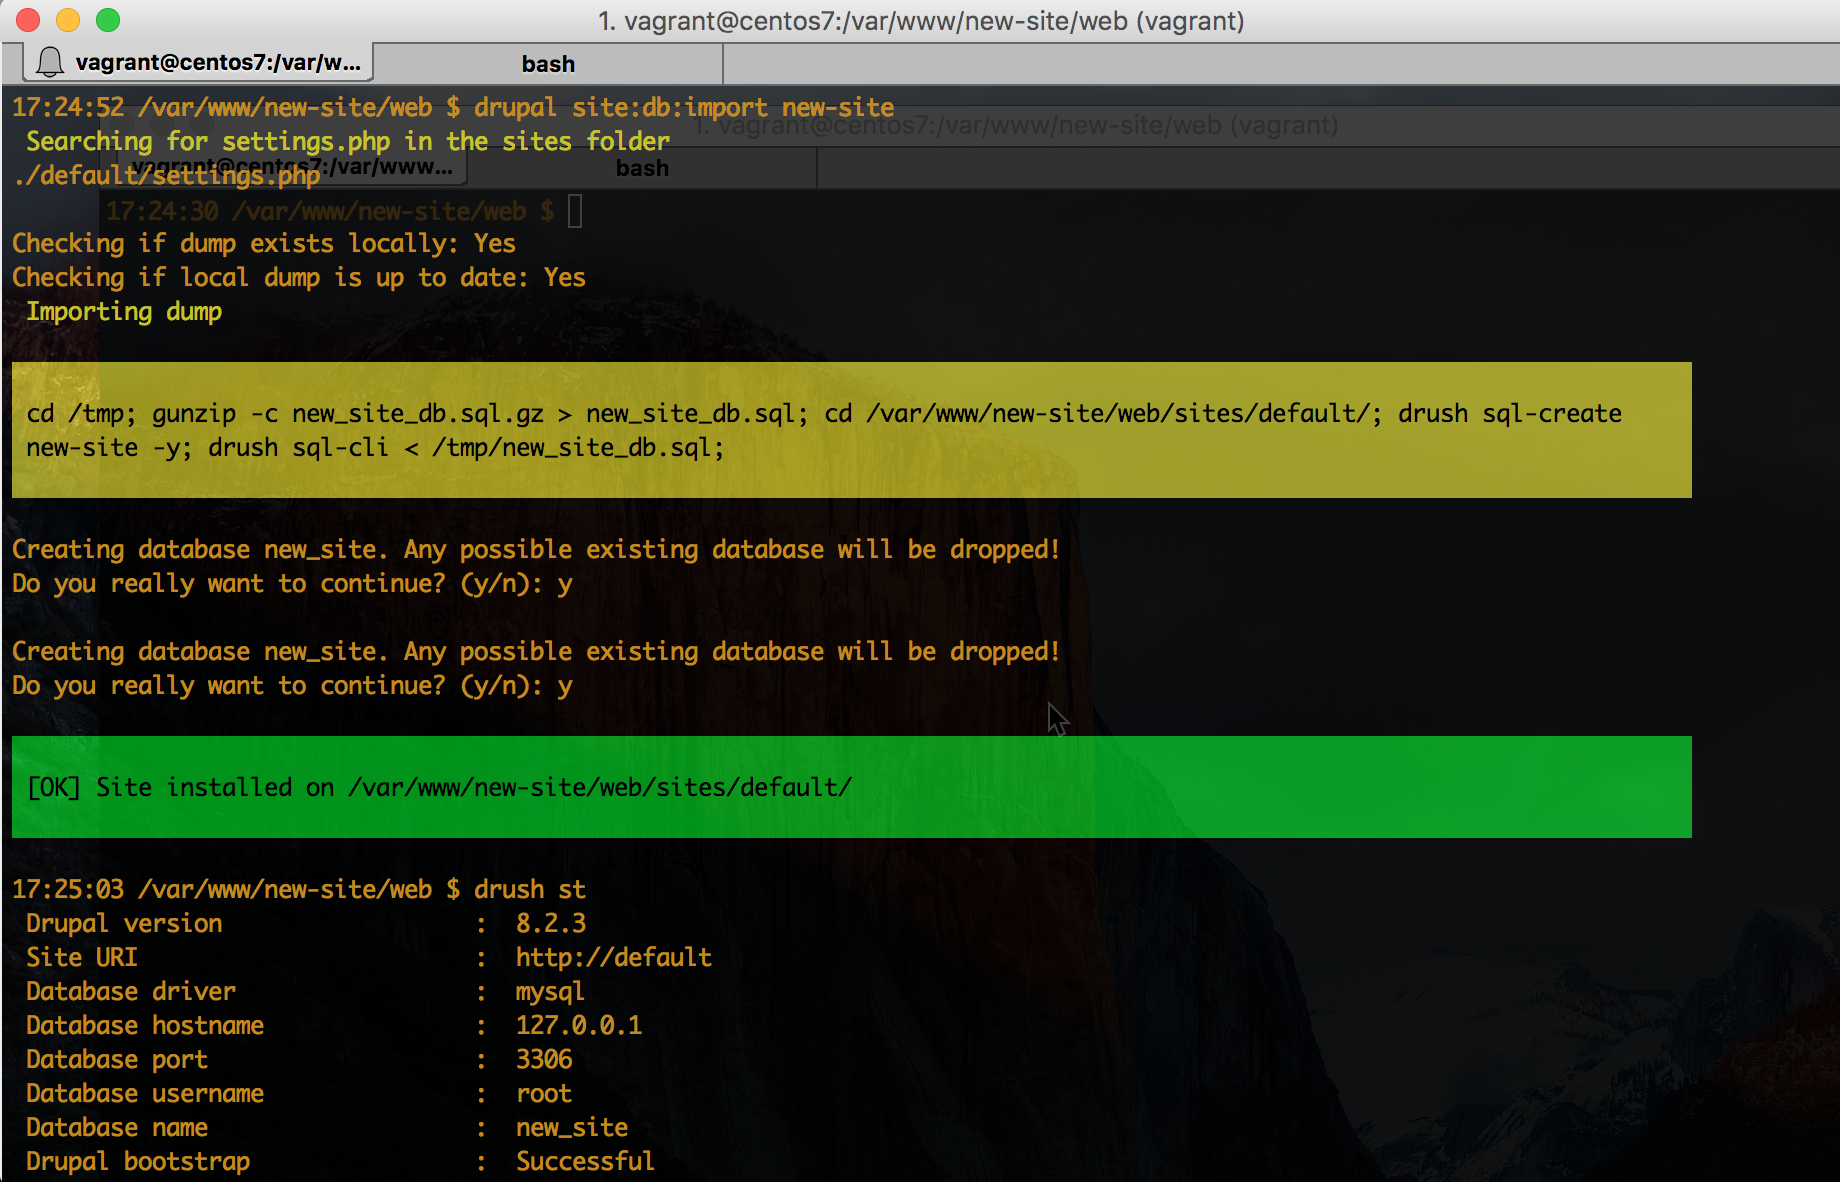 1. vagrant@centos7:/var/www/new-site/web (vagrant)
vagrant@centos7:/var/w...
bash
17:24:52 /var/www/new-site/web $ drupal site:db:import new-site
1. vagrant@centos7:/var/www/new-site/web (vagrant)
Searching for settings.php in the sites folder
vagrant@centos7:/var/www...
bash
./default/settings.php
17:24:30 /var/www/new-site/web $
Checking if dump exists locally: Yes
Checking if local dump is up to date: Yes
Importing dump
cd /tmp; gunzip -c new_site_db.sql.gz > new_site_db.sql; cd /var/www/new-site/web/sites/default/; drush sql-create
new-site -y; drush sql-cli < /tmp/new_site_db.sql;
Creating database new_site. Any possible existing database will be dropped!
Do you really want to continue? (y/n): y
Creating database new_site. Any possible existing database will be dropped!
Do you really want to continue? (y/n): y
[OK] Site installed on /var/www/new-site/web/sites/default/
17:25:03 /var/www/new-site/web $ drush st
Drupal version : 8.2.3
Site URI : http://default
Database driver : mysql
Database hostname : 127.0.0.1
Database port : 3306
Database username : root
Database name : new_site
Drupal bootstrap : Successful